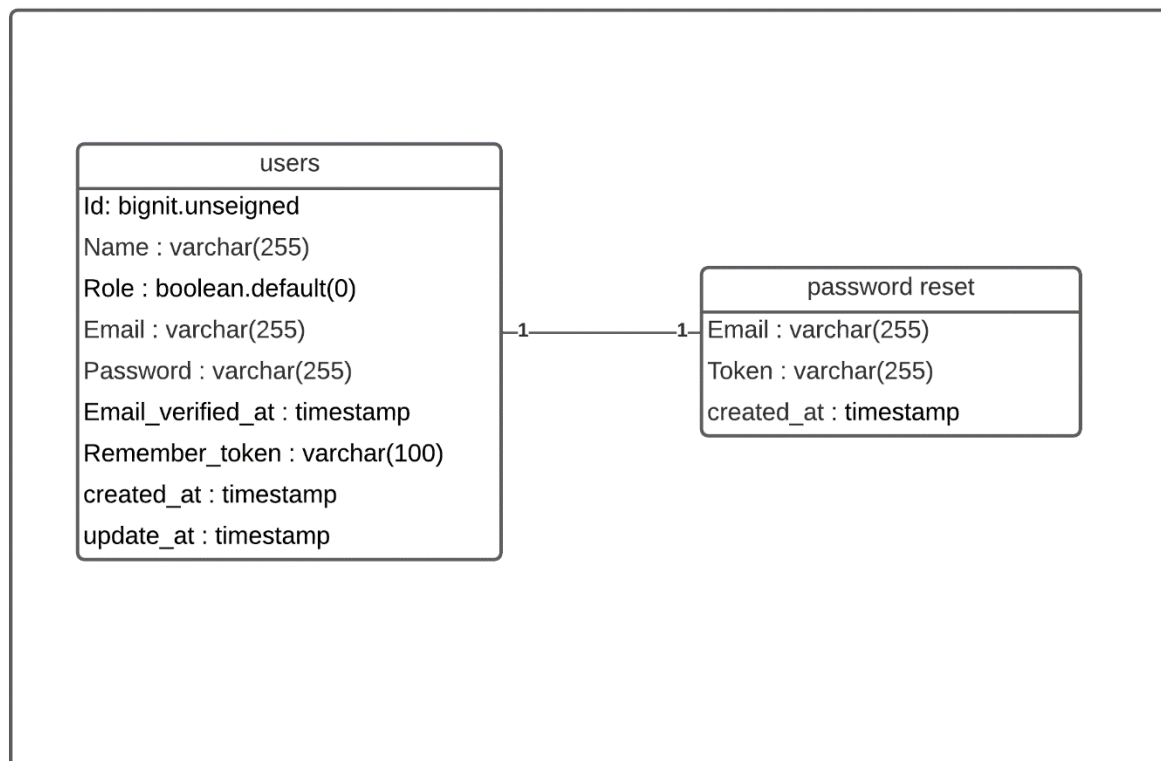 users
Id: bignit.unseigned
Name : varchar(255)
Role : boolean.default(0)
Email : varchar(255)
Password : varchar(255)
Email_verified_at : timestamp
Remember_token : varchar(100)
created_at : timestamp
update_at : timestamp
1
1
password reset
Email : varchar(255)
Token : varchar(255)
created_at : timestamp